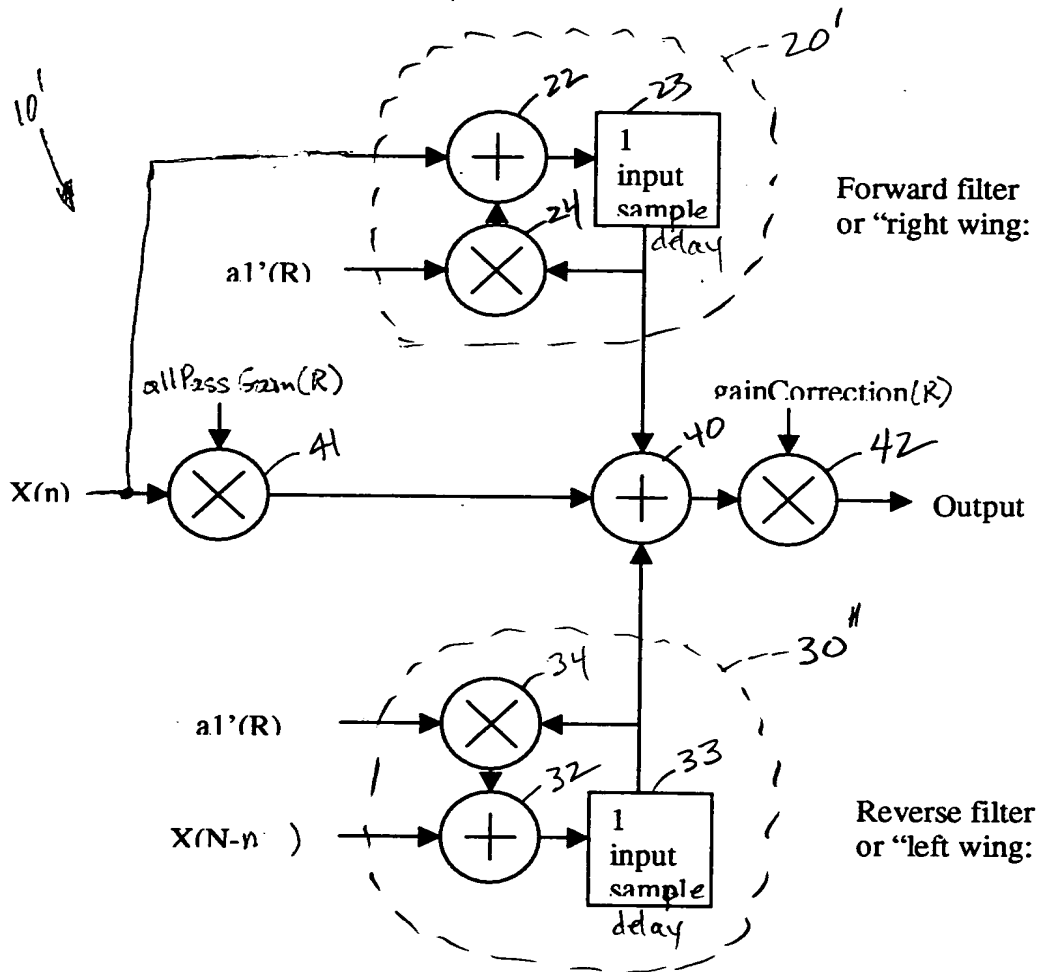 20'
10'
22
23
1
input
sample
delay
24
Forward filter
or “right wing:
a1’(R)
allPass Gain(R)
gainCorrection(R)
41
40
42
X(n)
Output
30"
34
a1’(R)
32
33
X(N-n )
1
input
sample
delay
Reverse filter
or “left wing: